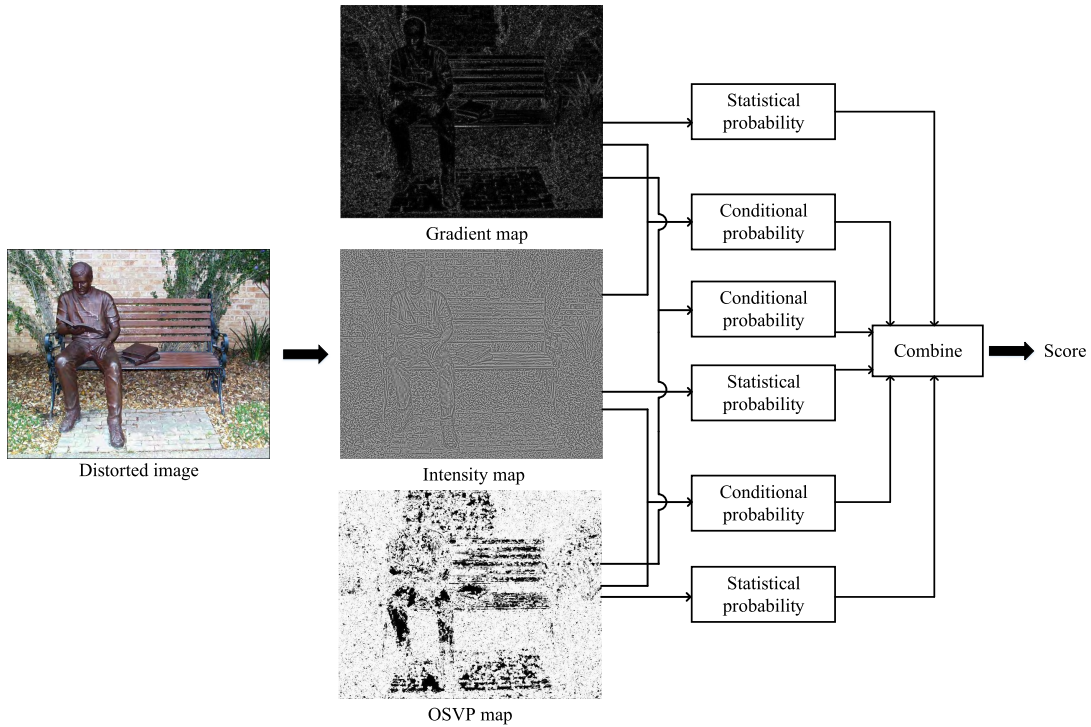 Gradient map
Distorted image
Intensity map
OSVP map
Statistical
probability
Conditional
probability
Conditional
probability
Statistical
probability
Conditional
probability
Statistical
probability
Combine
Score